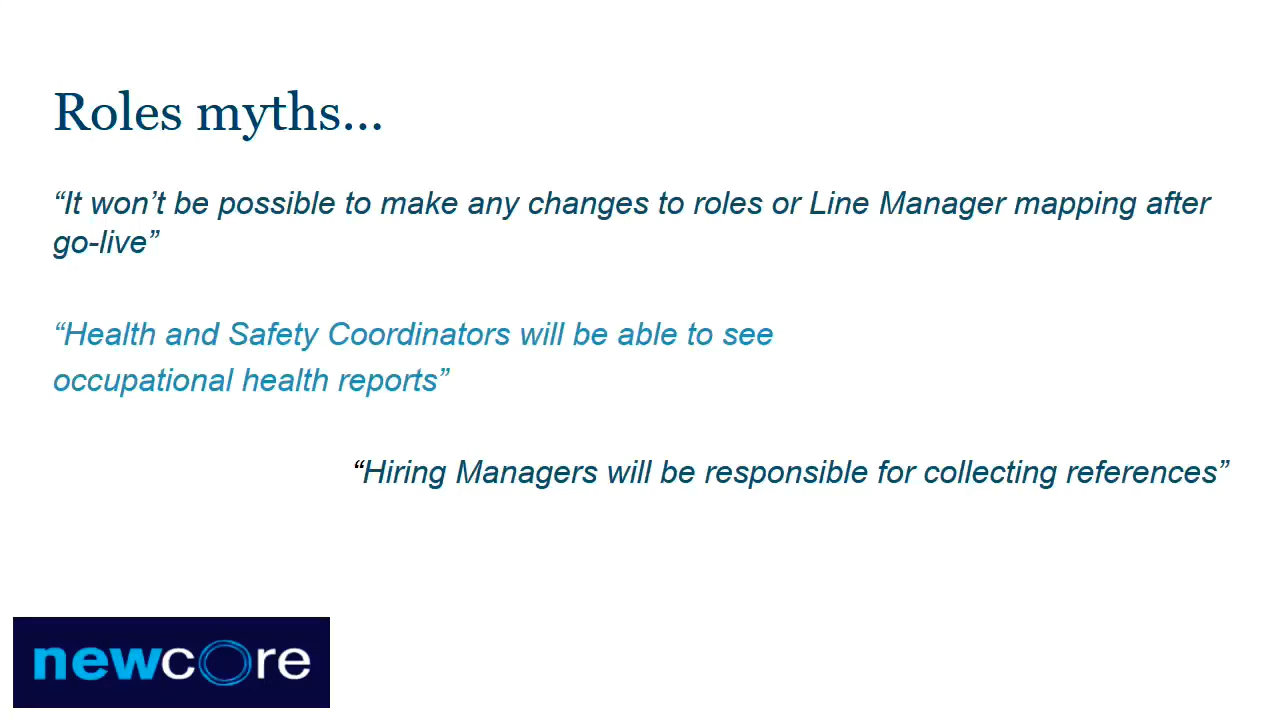 Roles myths...
“It won’t be possible to make any changes to roles or Line Manager mapping after
go-live”
“Health and Safety Coordinators will be able to see
occupational health reports”
“Hiring Managers will be responsible for collecting references”
newcore